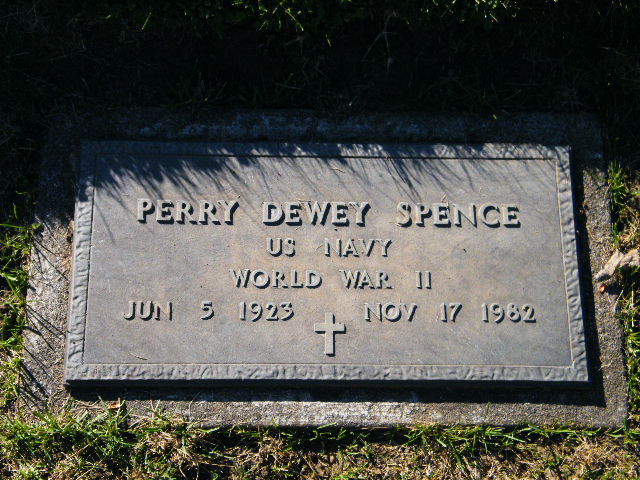 PERRY DEWEY SPENCE
US NAVY
WORLD WAR II
JUN 5 1923 NOV 17 1982